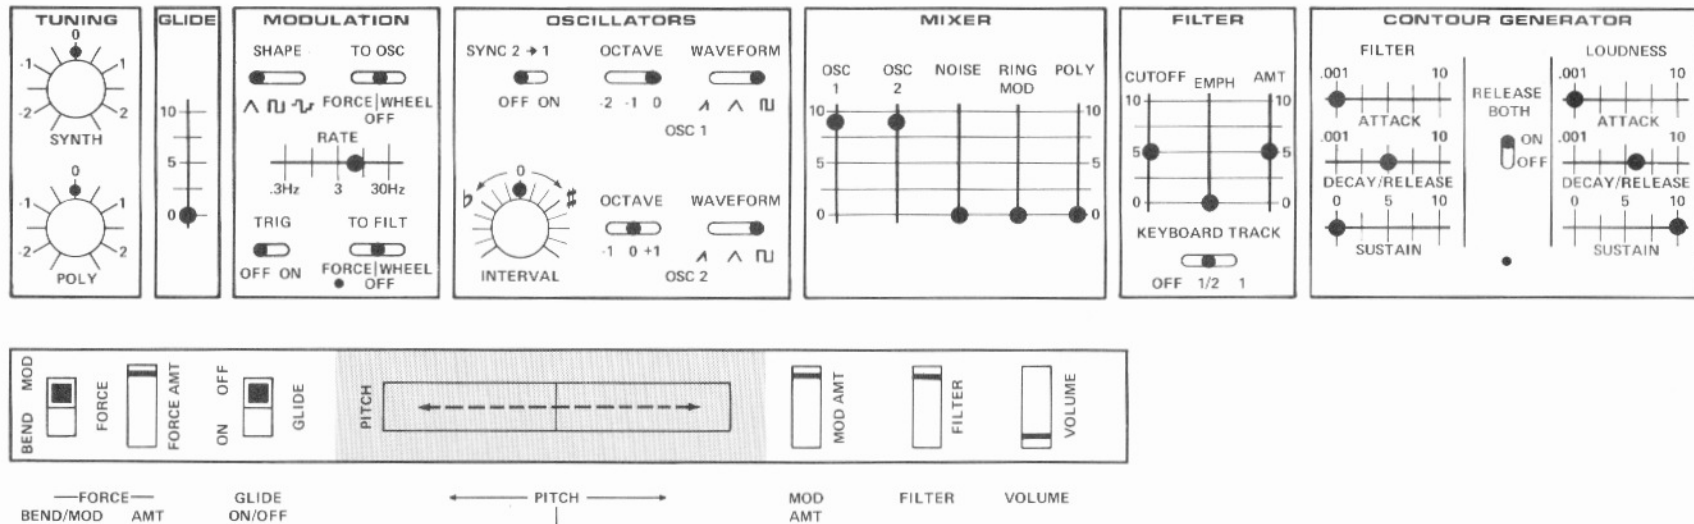 TUNING
0
-1 1
-2 2
SYNTH
0
-1 1
-2 2
POLY
GLIDE
10
5
0
MODULATION
SHAPE TO OSC
FORCE|WHEEL
OFF
RATE
.3Hz 3 30Hz
TRIG TO FILT
OFF ON FORCE|WHEEL
OFF
OSCILLATORS
SYNC 2 → 1 OCTAVE WAVEFORM
OFF ON -2 -1 0
OSC 1
0
♭ ♯
INTERVAL
OCTAVE WAVEFORM
-1 0 +1
OSC 2
MIXER
OSC 1 OSC 2 NOISE RING MOD POLY
10 10
5 5
0 0
FILTER
CUTOFF EMPH AMT
10 10
5 5
0 0
KEYBOARD TRACK
OFF 1/2 1
CONTOUR GENERATOR
FILTER
.001 10
ATTACK
.001 10
DECAY/RELEASE
0 5 10
SUSTAIN
RELEASE
BOTH
ON
OFF
LOUDNESS
.001 10
ATTACK
.001 10
DECAY/RELEASE
0 5 10
SUSTAIN
BEND MOD
FORCE
FORCE AMT
ON OFF
GLIDE
PITCH
MOD AMT
FILTER
VOLUME
FORCE
BEND/MOD AMT
GLIDE
ON/OFF
PITCH
MOD
AMT
FILTER
VOLUME